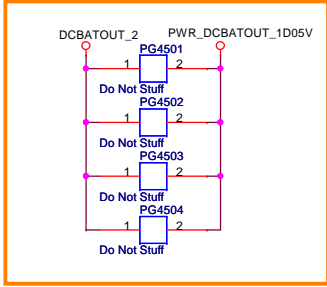 DCBATOUT_2 PWR_DCBATOUT_1D05V
PG4501
1 2
Do Not Stuff
PG4502
1 2
Do Not Stuff
PG4503
1 2
Do Not Stuff
PG4504
1 2
Do Not Stuff